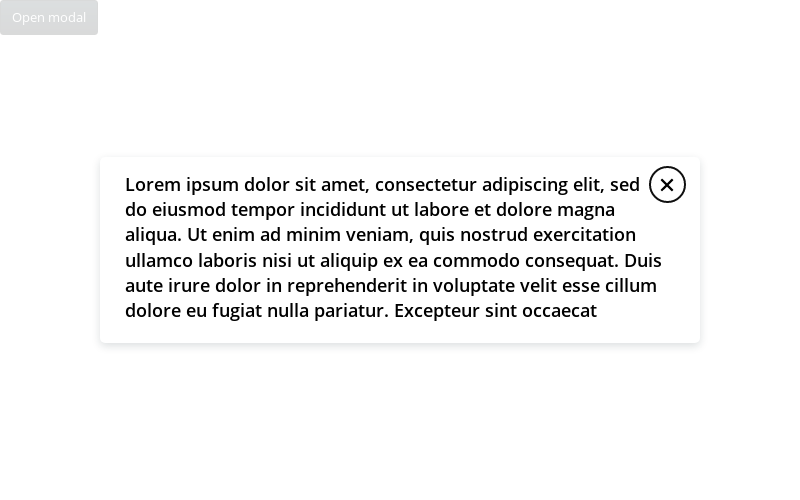 Open modal
Lorem ipsum dolor sit amet, consectetur adipiscing elit, sed
do eiusmod tempor incididunt ut labore et dolore magna
aliqua. Ut enim ad minim veniam, quis nostrud exercitation
ullamco laboris nisi ut aliquip ex ea commodo consequat. Duis
aute irure dolor in reprehenderit in voluptate velit esse cillum
dolore eu fugiat nulla pariatur. Excepteur sint occaecat